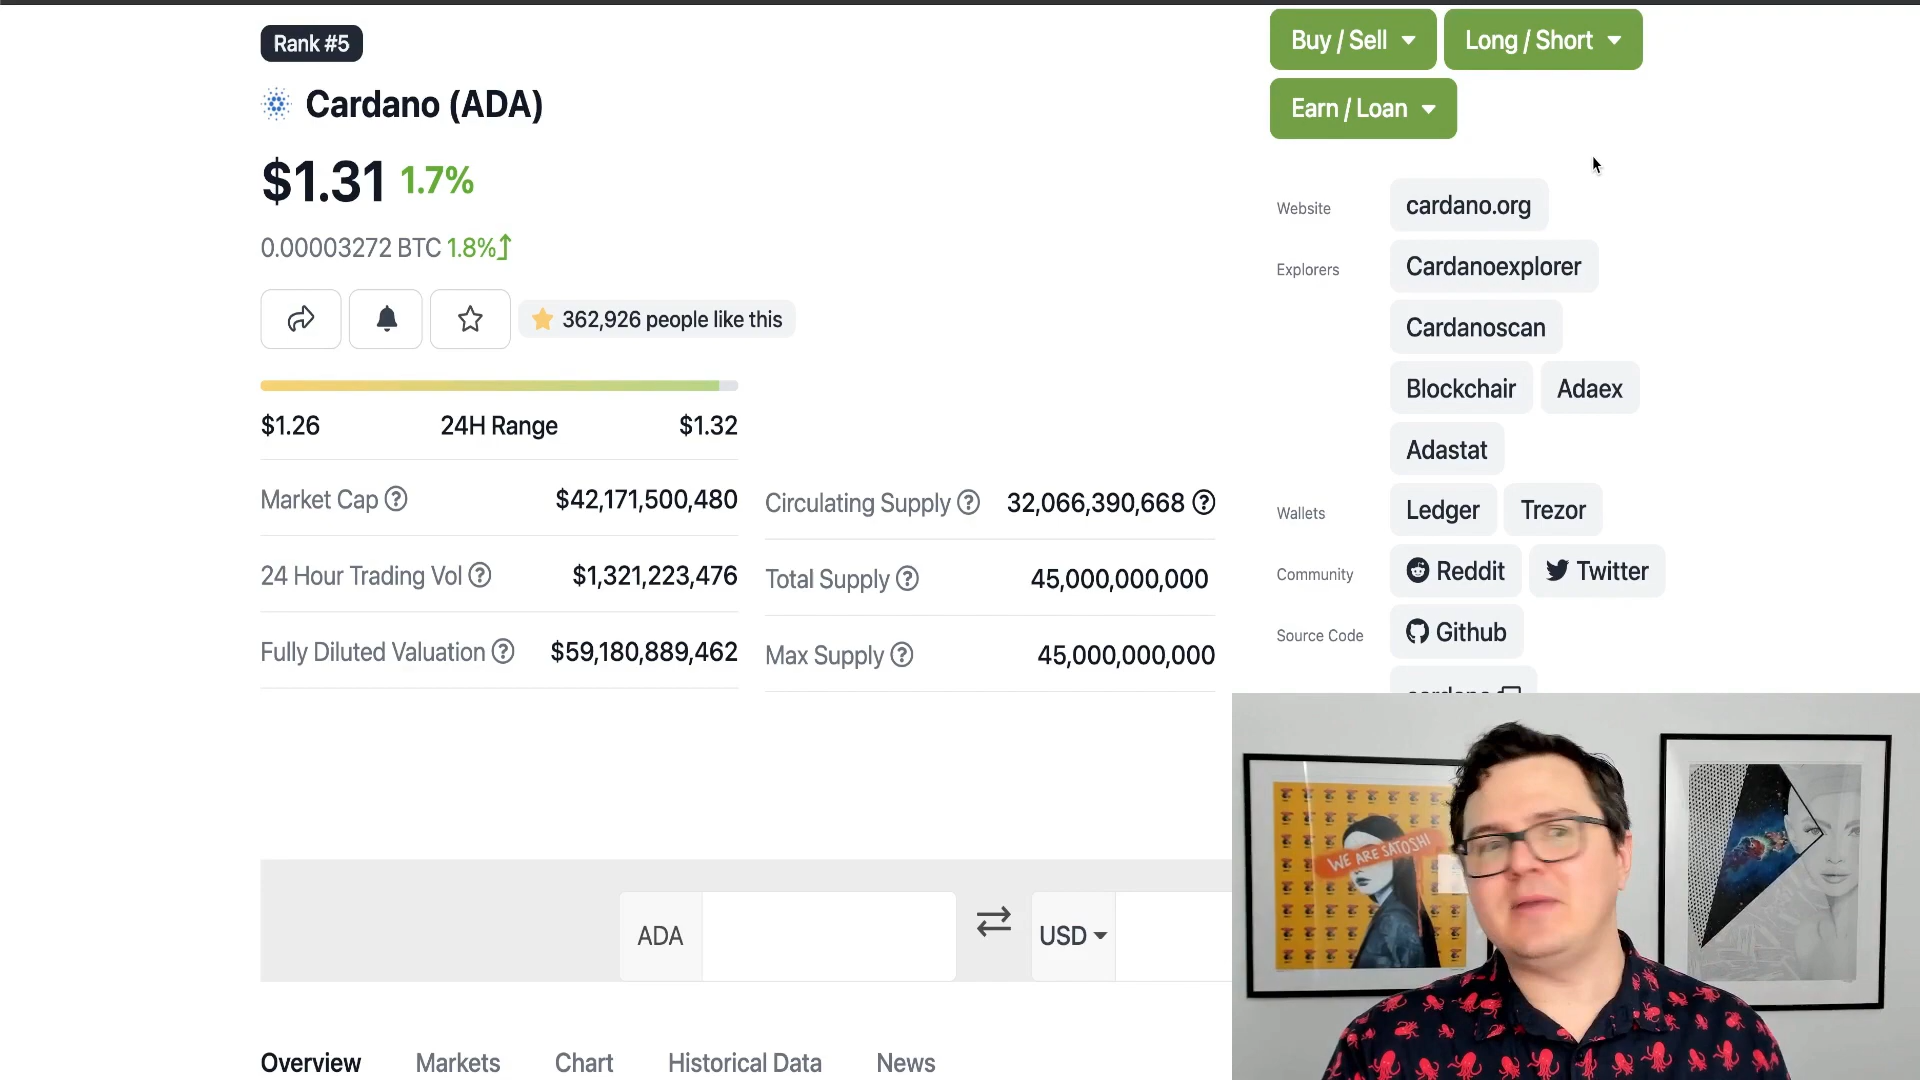 Rank #5
Cardano (ADA)
$1.31 1.7%
0.00003272 BTC 1.8%
362,926 people like this
$1.26 24H Range $1.32
Market Cap $42,171,500,480
24 Hour Trading Vol $1,321,223,476
Fully Diluted Valuation $59,180,889,462
Circulating Supply 32,066,390,668
Total Supply 45,000,000,000
Max Supply 45,000,000,000
Buy / Sell Long / Short
Earn / Loan
Website cardano.org
Explorers Cardanoexplorer
Cardanoscan
Blockchair Adaex
Adastat
Wallets Ledger Trezor
Community Reddit Twitter
Source Code Github
WE ARE SATOSHI
ADA USD
Overview Markets Chart Historical Data News